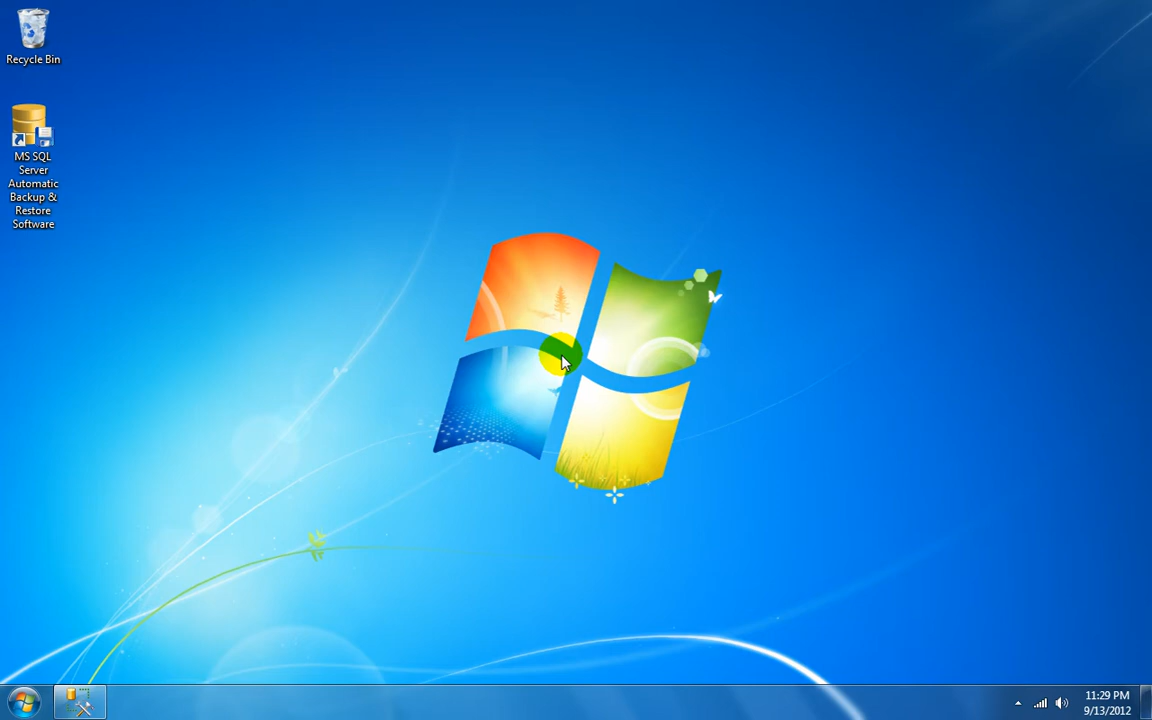 Recycle Bin
MS SQL
Server
Automatic
Backup &
Restore
Software
11:29 PM
9/13/2012